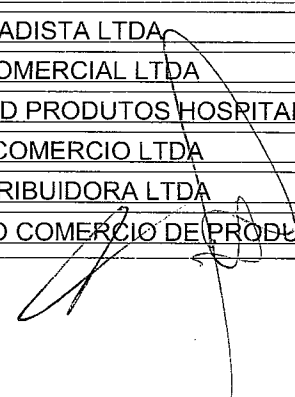 ADISTA LTDA
OMERCIAL LTDA
D PRODUTOS HOSPITAL
COMERCIO LTDA
RIBUIDORA LTDA
O COMERCIO DE PRODU